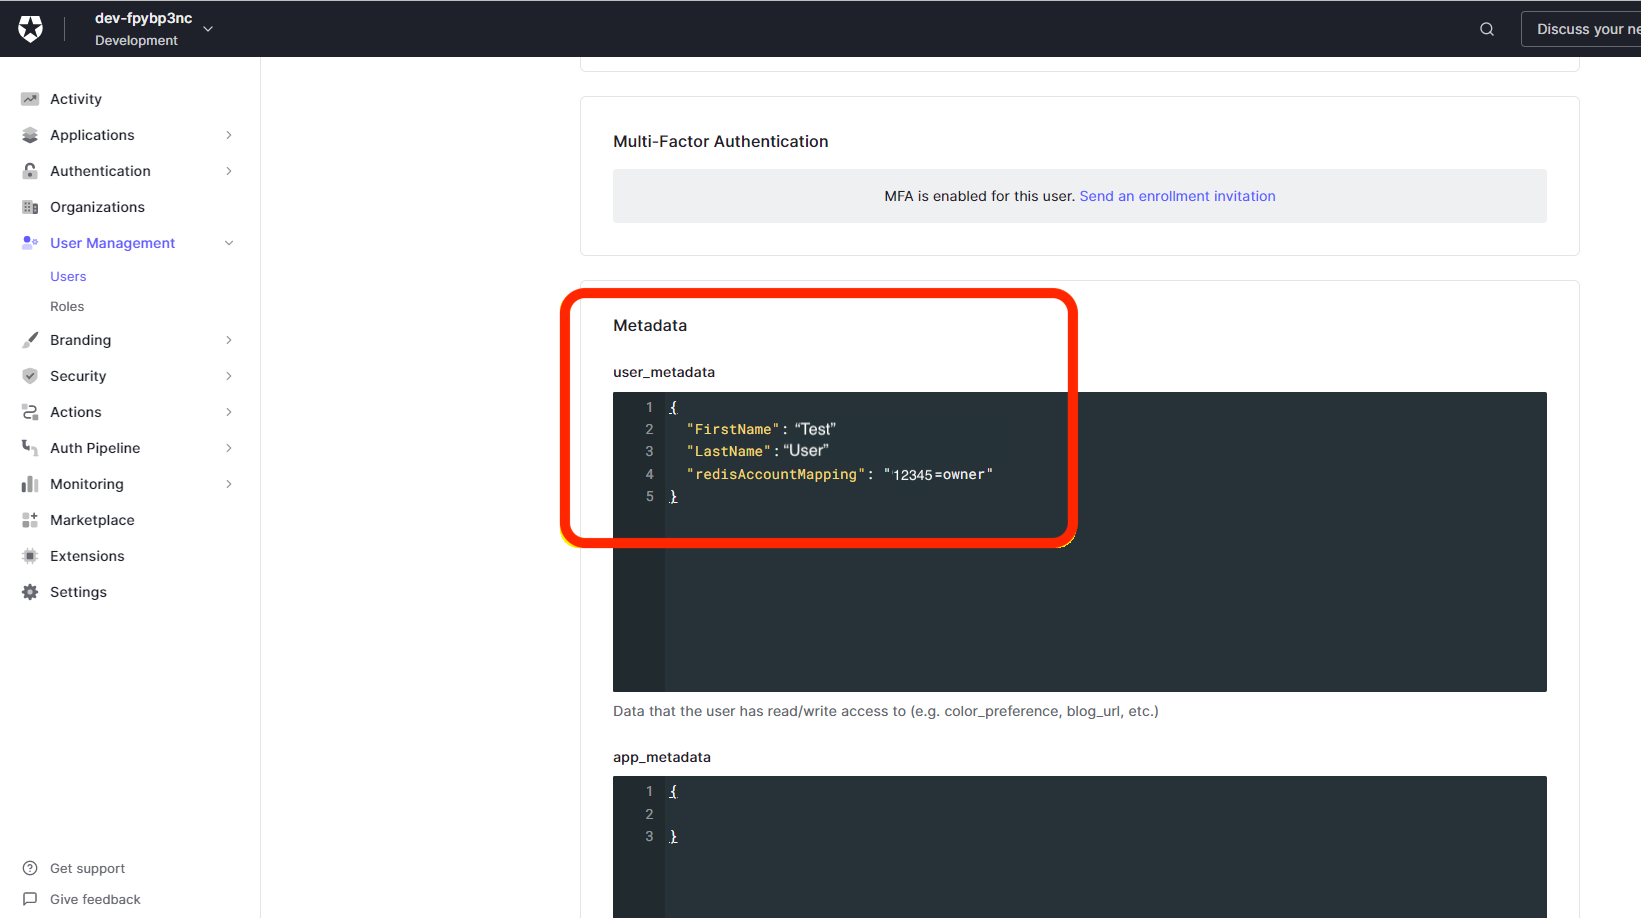 dev-fpybp3nc
Development
Discuss your ne
Activity
Applications
Authentication
Organizations
User Management
Users
Roles
Branding
Security
Actions
Auth Pipeline
Monitoring
Marketplace
Extensions
Settings
Get support
Give feedback
Multi-Factor Authentication
MFA is enabled for this user. Send an enrollment invitation
Metadata
user_metadata
1 {
2 "FirstName": “Test”
3 "LastName":“User”
4 "redisAccountMapping": "12345=owner"
5 }
Data that the user has read/write access to (e.g. color_preference, blog_url, etc.)
app_metadata
1 {
2
3 }